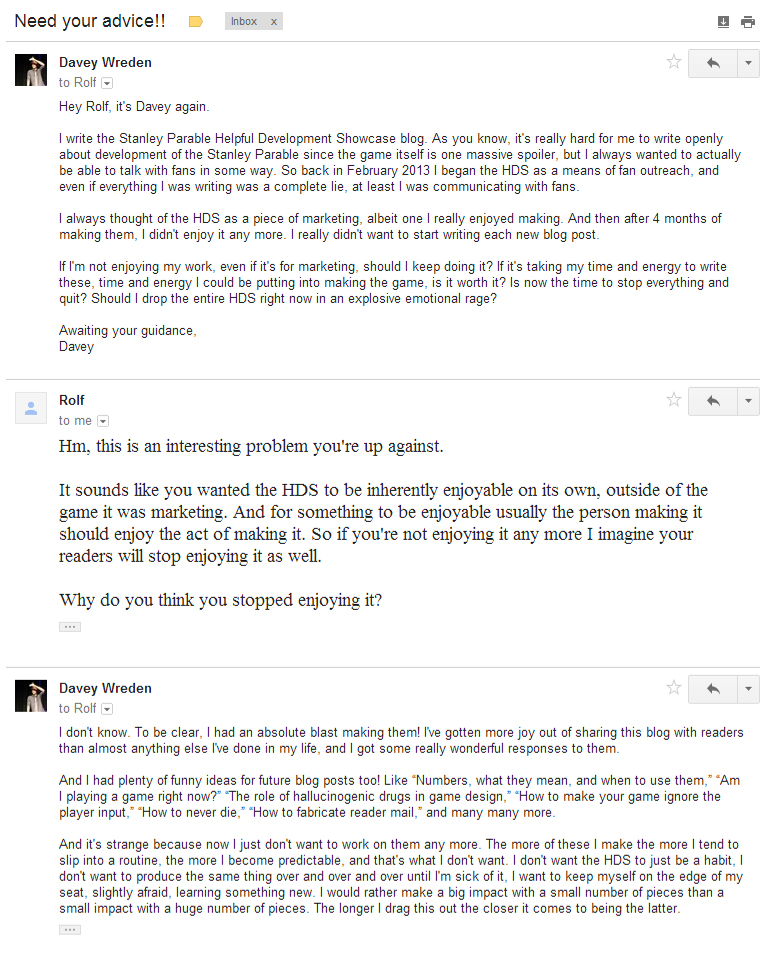 Need your advice!!
Inbox x
Davey Wreden
to Rolf
Hey Rolf, it's Davey again.
I write the Stanley Parable Helpful Development Showcase blog. As you know, it's really hard for me to write openly
about development of the Stanley Parable since the game itself is one massive spoiler, but I always wanted to actually
be able to talk with fans in some way. So back in February 2013 I began the HDS as a means of fan outreach, and
even if everything I was writing was a complete lie, at least I was communicating with fans.
I always thought of the HDS as a piece of marketing, albeit one I really enjoyed making. And then after 4 months of
making them, I didn't enjoy it any more. I really didn't want to start writing each new blog post.
If I'm not enjoying my work, even if it's for marketing, should I keep doing it? If it's taking my time and energy to write
these, time and energy I could be putting into making the game, is it worth it? Is now the time to stop everything and
quit? Should I drop the entire HDS right now in an explosive emotional rage?
Awaiting your guidance,
Davey
Rolf
to me
Hm, this is an interesting problem you're up against.
It sounds like you wanted the HDS to be inherently enjoyable on its own, outside of the
game it was marketing. And for something to be enjoyable usually the person making it
should enjoy the act of making it. So if you're not enjoying it any more I imagine your
readers will stop enjoying it as well.
Why do you think you stopped enjoying it?
Davey Wreden
to Rolf
I don't know. To be clear, I had an absolute blast making them! I've gotten more joy out of sharing this blog with readers
than almost anything else I've done in my life, and I got some really wonderful responses to them.
And I had plenty of funny ideas for future blog posts too! Like “Numbers, what they mean, and when to use them,” “Am
I playing a game right now?” “The role of hallucinogenic drugs in game design,” “How to make your game ignore the
player input,” “How to never die,” “How to fabricate reader mail,” and many many more.
And it's strange because now I just don't want to work on them any more. The more of these I make the more I tend to
slip into a routine, the more I become predictable, and that's what I don't want. I don't want the HDS to just be a habit, I
don't want to produce the same thing over and over and over until I'm sick of it, I want to keep myself on the edge of my
seat, slightly afraid, learning something new. I would rather make a big impact with a small number of pieces than a
small impact with a huge number of pieces. The longer I drag this out the closer it comes to being the latter.